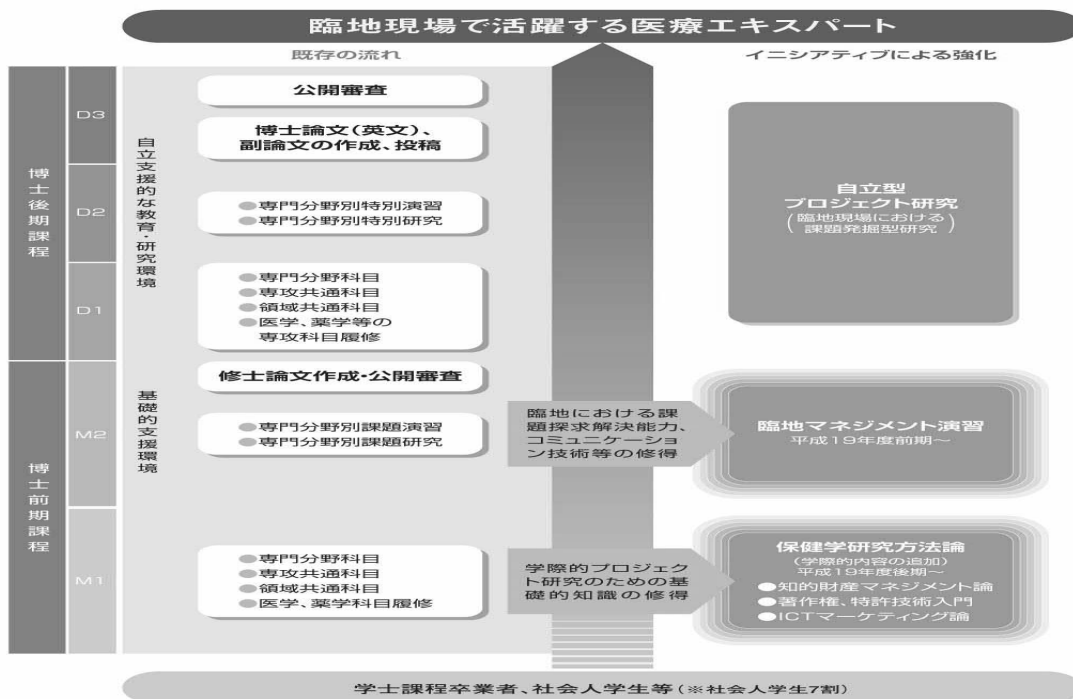 臨地現場で活躍する医療エキスパート
既存の流れ
イニシアティブによる強化
博士後期課程
D3
D2
D1
自立支援的な教育・研究環境
公開審査
博士論文(英文)、
副論文の作成、投稿
●専門分野別特別演習
●専門分野別特別研究
●専門分野科目
●専攻共通科目
●領域共通科目
●医学、薬学等の
専攻科目履修
自立型
プロジェクト研究
(臨地現場における
課題発掘型研究)
博士前期課程
M2
M1
基礎的支援環境
修士論文作成・公開審査
●専門分野別課題演習
●専門分野別課題研究
臨地における課
題探求解決能力、
コミュニケーショ
ン技術等の修得
臨地マネジメント演習
平成19年度前期~
●専門分野科目
●専攻共通科目
●領域共通科目
●医学、薬学科目履修
学際的プロジェク
ト研究のための基
礎的知識の修得
保健学研究方法論
(学際的内容の追加)
平成19年度後期~
●知的財産マネジメント論
●著作権、特許技術入門
●ICTマーケティング論
学士課程卒業者、社会人学生等(※社会人学生7割)